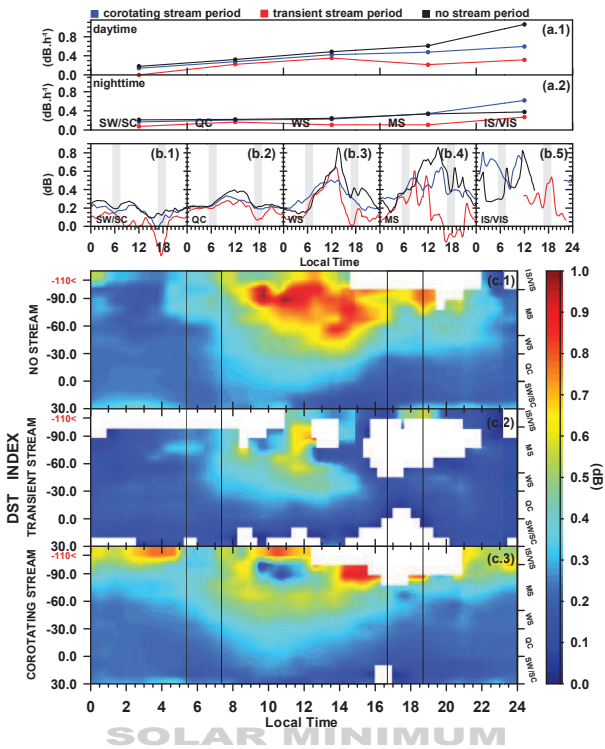 corotating stream period transient stream period no stream period
daytime (a.1)
(dB.h⁻¹)
0.8
0.4
0.0
nighttime (a.2)
(dB.h⁻¹)
0.8
0.4
0.0
SW/SC QC WS MS IS/VIS
(b.1) (b.2) (b.3) (b.4) (b.5)
(dB)
0.8
0.6
0.4
0.2
0.0
SW/SC QC WS MS IS/VIS
0 6 12 18 0 6 12 18 0 6 12 18 0 6 12 18 0 6 12 18 24
Local Time
(c.1)
NO STREAM
-110<
-90.0
-60.0
-30.0
0.0
30.0
IS/VIS
MS
WS
QC
SW/SC
(c.2)
DST INDEX
TRANSIENT STREAM
-110<
-90.0
-60.0
-30.0
0.0
30.0
IS/VIS
MS
WS
QC
SW/SC
(c.3)
COROTATING STREAM
-110<
-90.0
-60.0
-30.0
0.0
30.0
IS/VIS
MS
WS
QC
SW/SC
0 2 4 6 8 10 12 14 16 18 20 22 24
Local Time
1.0
0.9
0.8
0.7
0.6
0.5
0.4
0.3
0.2
0.1
0.0
(dB)
SOLAR MINIMUM